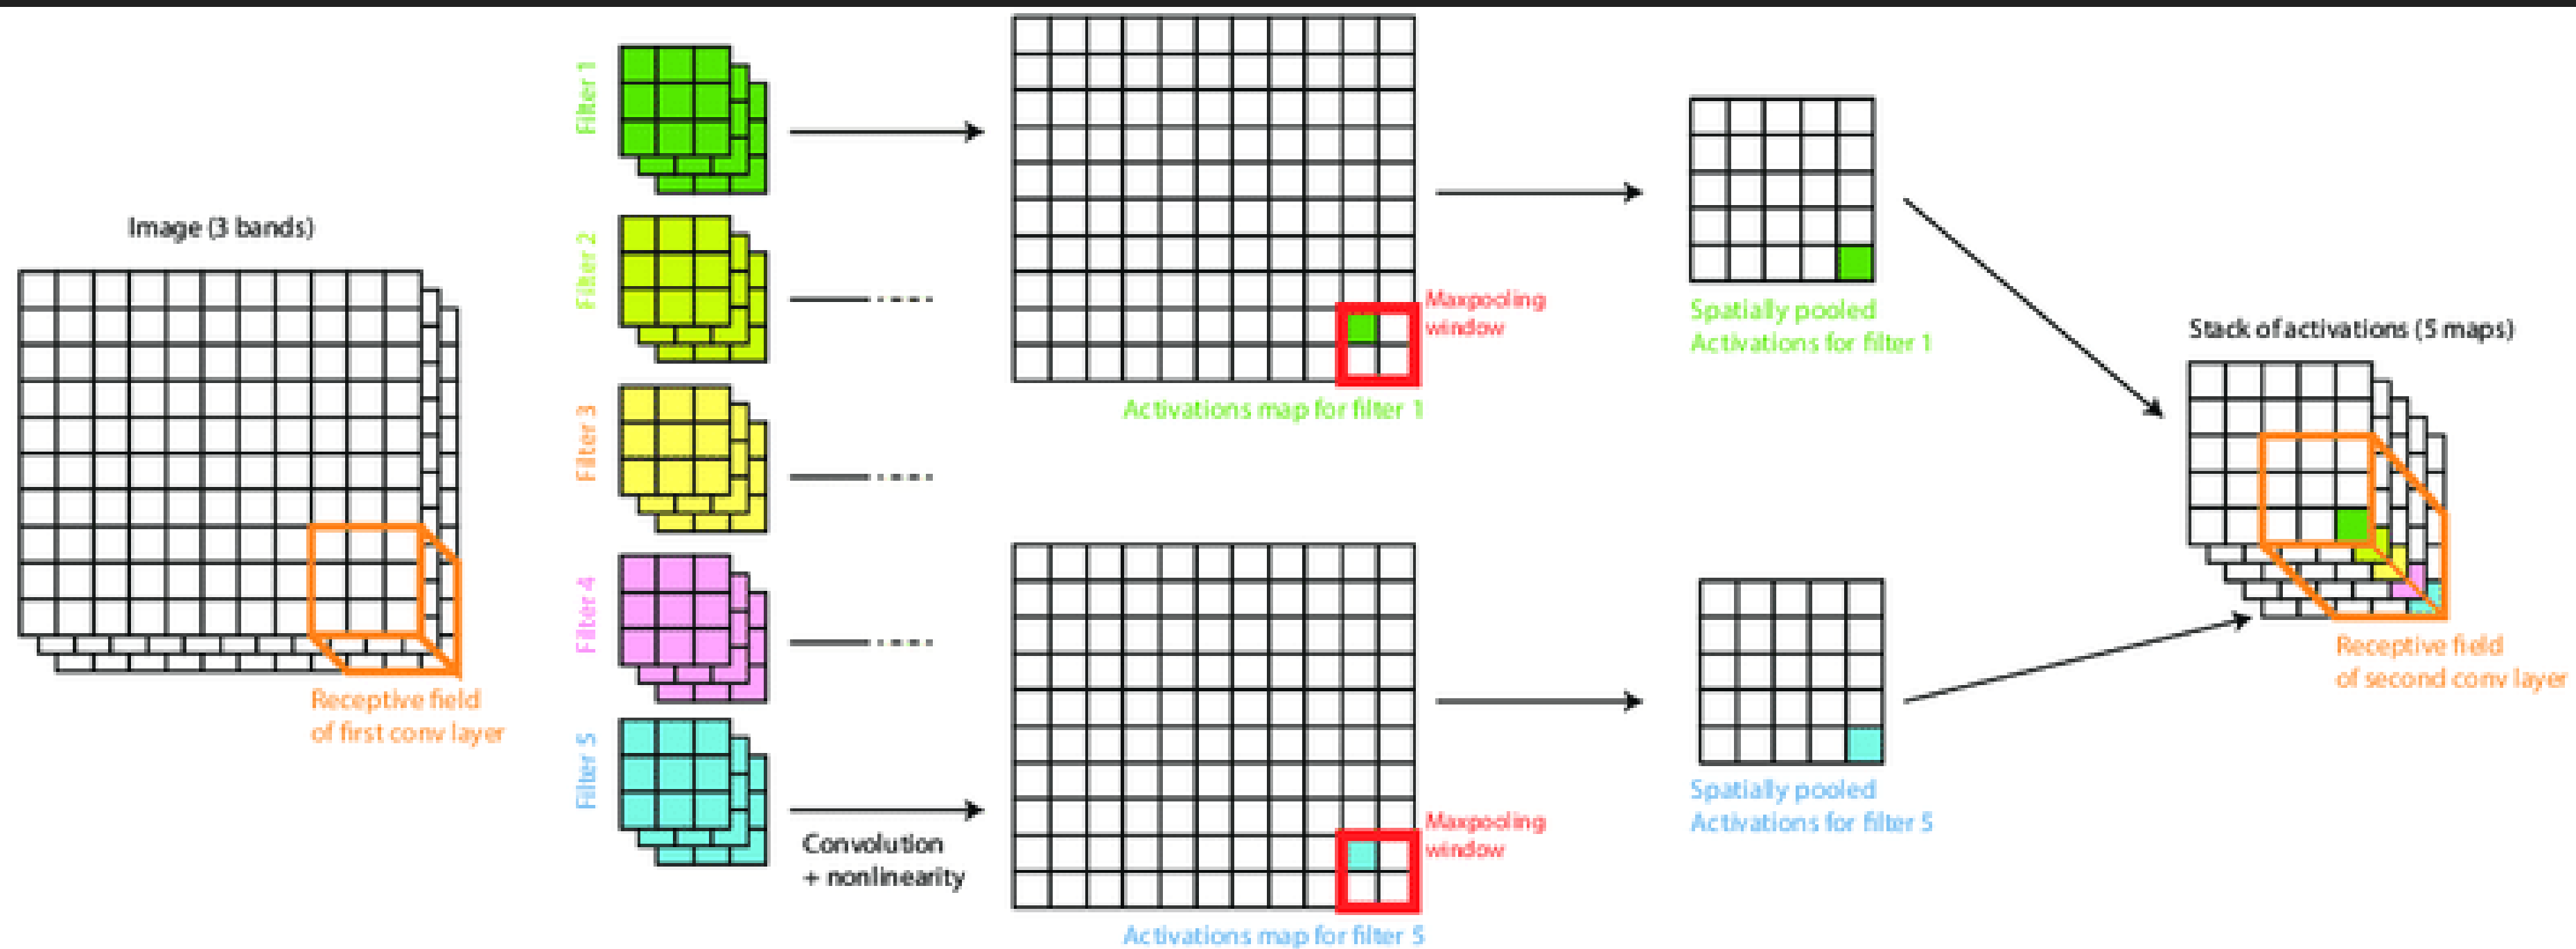 Image (3 bands)
Receptive field
of first conv layer
Filter 1
Filter 2
Filter 3
Filter 4
Filter 5
Convolution
+ nonlinearity
Maxpooling
window
Activations map for filter 1
Maxpooling
window
Activations map for filter 5
Spatially pooled
Activations for filter 1
Spatially pooled
Activations for filter 5
Stack of activations (5 maps)
Receptive field
of second conv layer